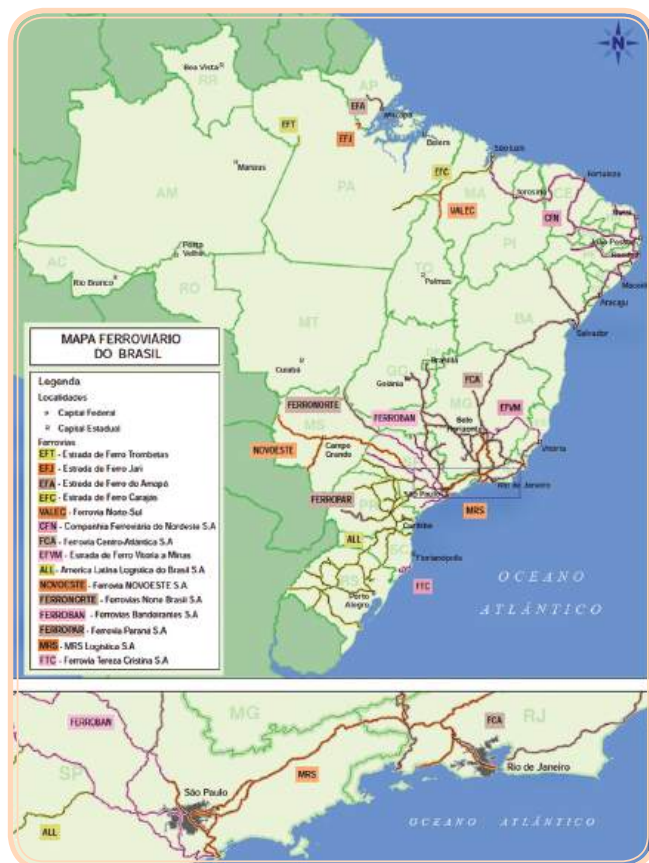 N
Boa Vista
RR
AP
EFA
Macapá
EFT
EFJ
Belém
São Luís
Manaus
EFC
Fortaleza
AM
PA
MA
Teresina
CE
VALEC
CFN
Natal
João Pessoa
PI
Porto Velho
AC
Rio Branco
TO
Palmas
Maceió
RO
Aracaju
MT
BA
Salvador
MAPA FERROVIÁRIO
DO BRASIL
Legenda
Localidades
Capital Federal
Capital Estadual
Ferrovias
EFT - Estrada de Ferro Trombetas
EFJ - Estrada de Ferro Jari
EFA - Estrada de Ferro do Amapá
EFC - Estrada de Ferro Carajás
VALEC - Ferrovia Norte-Sul
CFN - Companhia Ferroviária do Nordeste S.A
FCA - Ferrovia Centro-Atlântica S.A
EFVM - Estrada de Ferro Vitoria a Minas
ALL - America Latina Logistica do Brasil S.A
NOVOESTE - Ferrovia NOVOESTE S.A
FERRONORTE - Ferrovias Norte Brasil S.A
FERROBAN - Ferrovias Bandeirantes S.A
FERROPAR - Ferrovia Paraná S.A
MRS - MRS Logística S.A
FTC - Ferrovia Tereza Cristina S.A
Cuiabá
Brasília
GO
Goiânia
FCA
MG
FERRONORTE
FERROBAN
EFVM
MS
Belo Horizonte
NOVOESTE
Campo Grande
Vitória
São Paulo
Rio de Janeiro
FERROPAR
PR
MRS
Curitiba
ALL
SC
Florianópolis
FTC
RS
Porto Alegre
OCEANO
ATLÂNTICO
FERROBAN
MG
FCA
RJ
SP
São Paulo
MRS
Rio de Janeiro
ALL
OCEANO ATLÂNTICO